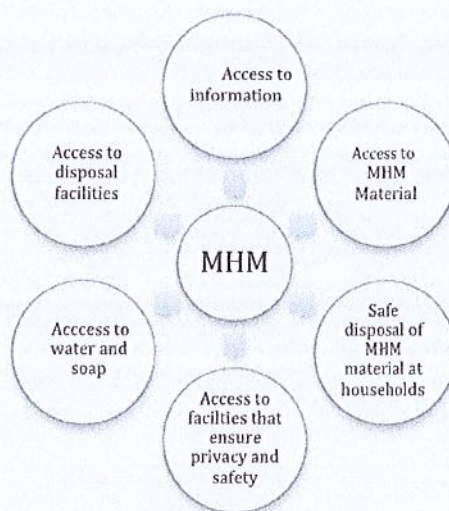 Access to
information
Access to
MHM
Material
Safe
disposal of
MHM
material at
households
Access to
facilties that
ensure
privacy and
safety
Acccess to
water and
soap
Access to
disposal
facilities
MHM